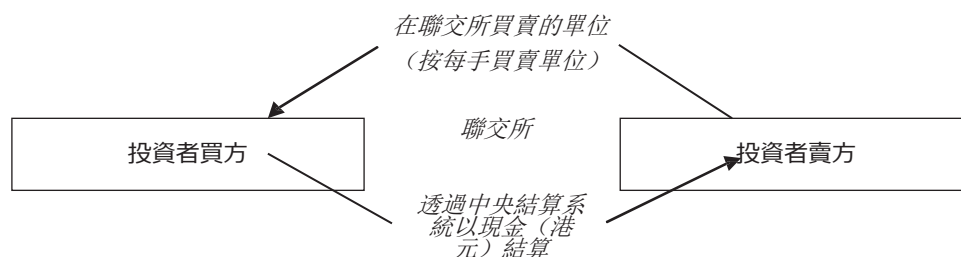 在聯交所買賣的單位
（按每手買賣單位）
聯交所
投資者買方
投資者賣方
透過中央結算系
統以現金（港
元）結算